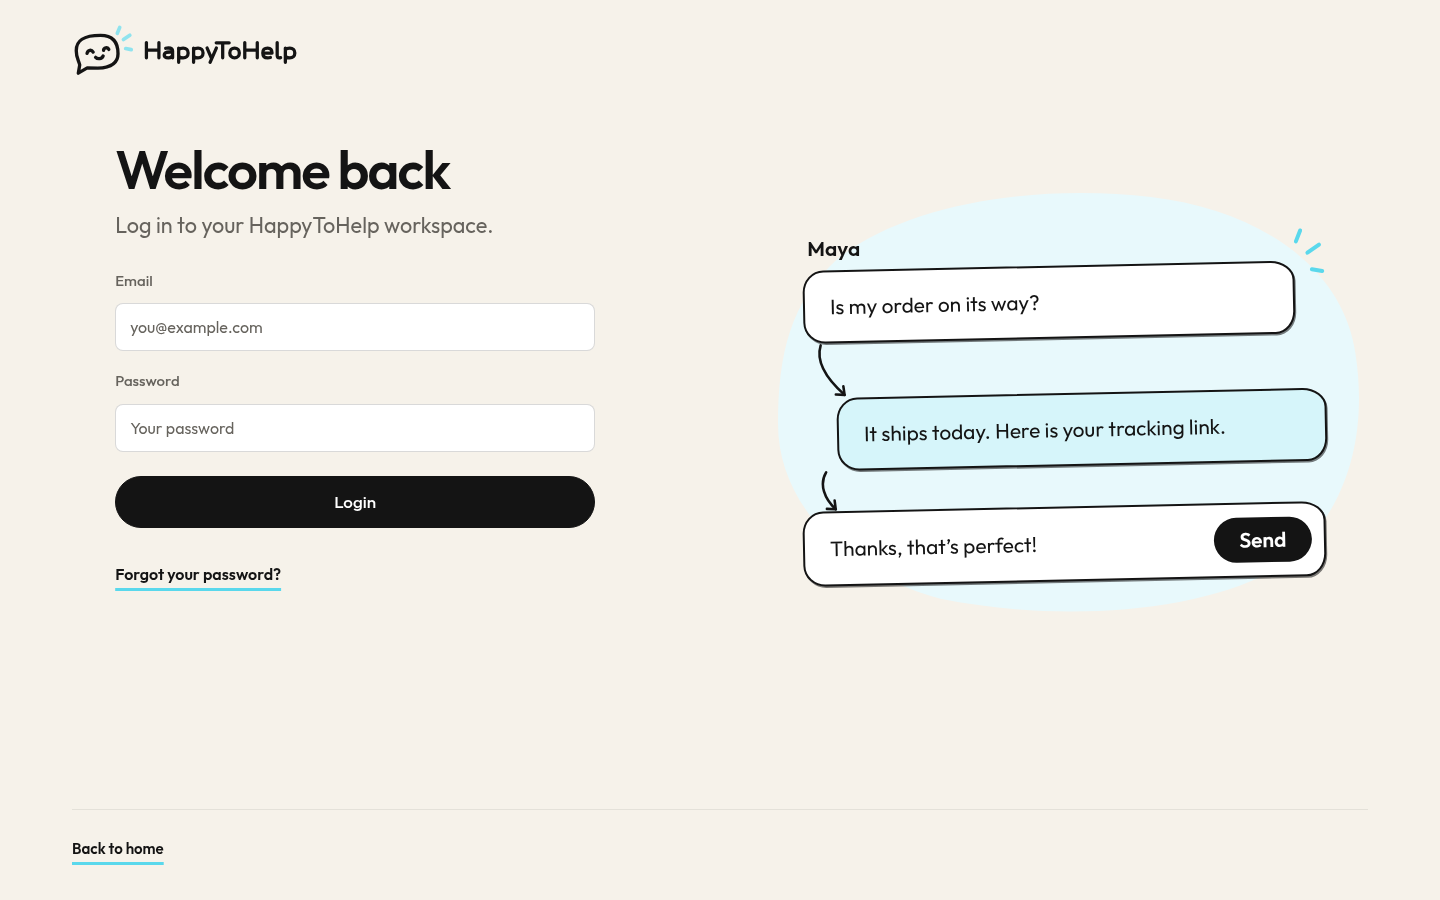 HappyToHelp
Welcome back
Log in to your HappyToHelp workspace.
Email
you@example.com
Password
Your password
Login
Forgot your password?
Maya
Is my order on its way?
It ships today. Here is your tracking link.
Thanks, that’s perfect!
Send
Back to home